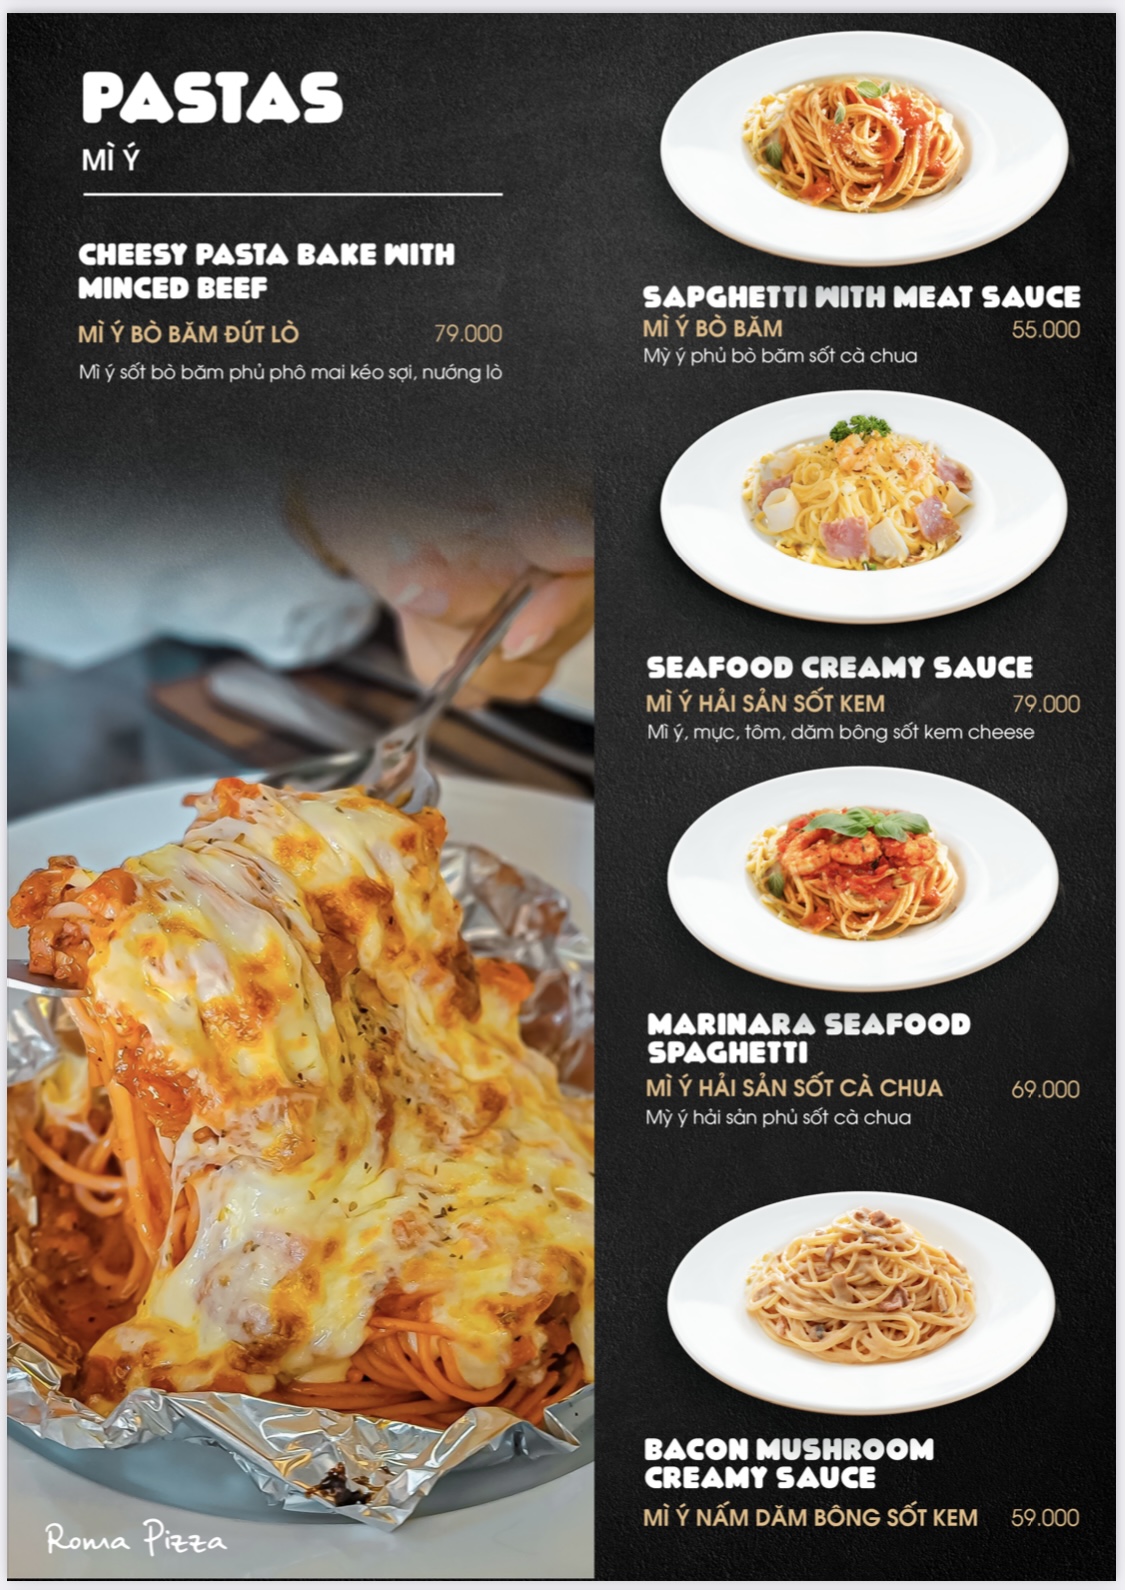 PASTAS
MÌ Ý
CHEESY PASTA BAKE WITH
MINCED BEEF
MÌ Ý BÒ BĂM ĐÚT LÒ 79.000
Mì ý sốt bò băm phủ phô mai kéo sợi, nướng lò
SAPGHETTI WITH MEAT SAUCE
MÌ Ý BÒ BĂM 55.000
Mỳ ý phủ bò băm sốt cà chua
SEAFOOD CREAMY SAUCE
MÌ Ý HẢI SẢN SỐT KEM 79.000
Mì ý, mực, tôm, dăm bông sốt kem cheese
MARINARA SEAFOOD
SPAGHETTI
MÌ Ý HẢI SẢN SỐT CÀ CHUA 69.000
Mỳ ý hải sản phủ sốt cà chua
BACON MUSHROOM
CREAMY SAUCE
MÌ Ý NẤM DĂM BÔNG SỐT KEM 59.000
Roma Pizza